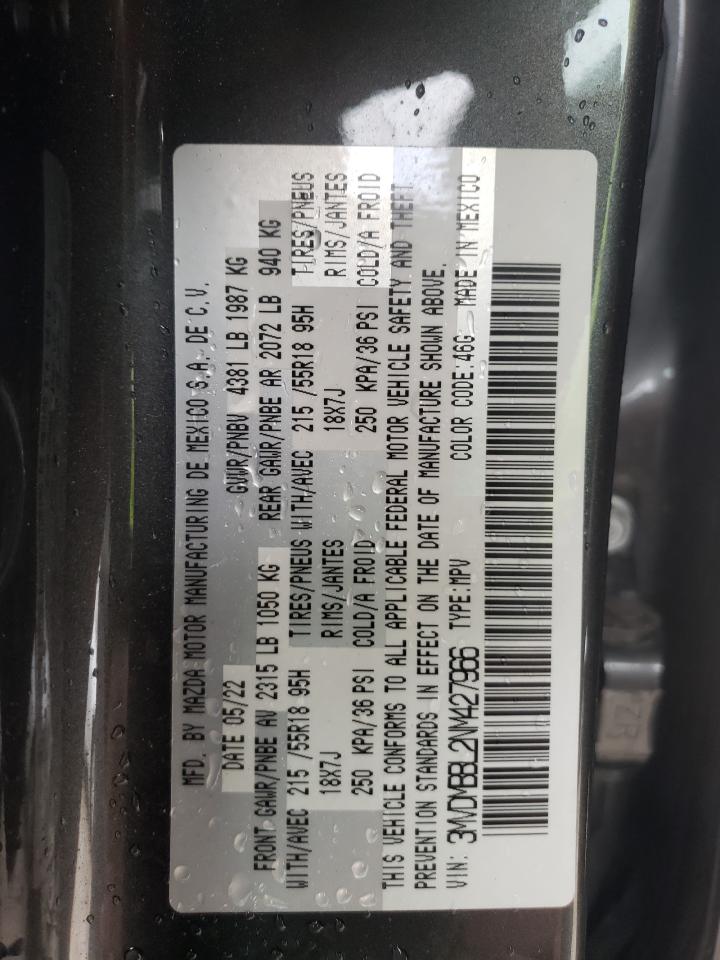 MFD. BY MAZDA MOTOR MANUFACTURING DE MEXICO S.A. DE C.V.
DATE 05/22 GVWR/PNBV 4381 LB 1987 KG
FRONT GAWR/PNBE AV 2315 LB 1050 KG REAR GAWR/PNBE AR 2072 LB 940 KG
WITH/AVEC 215 /55R18 95H TIRES/PNEUS WITH/AVEC 215 /55R18 95H TIRES/PNEUS
18X7J RIMS/JANTES 18X7J RIMS/JANTES
250 KPA/36 PSI COLD/A FROID 250 KPA/36 PSI COLD/A FROID
THIS VEHICLE CONFORMS TO ALL APPLICABLE FEDERAL MOTOR VEHICLE SAFETY AND THEFT
PREVENTION STANDARDS IN EFFECT ON THE DATE OF MANUFACTURE SHOWN ABOVE.
VIN: 3MVDMBBL2NM427966 TYPE:MPV COLOR CODE:46G MADE IN MEXICO
ZR